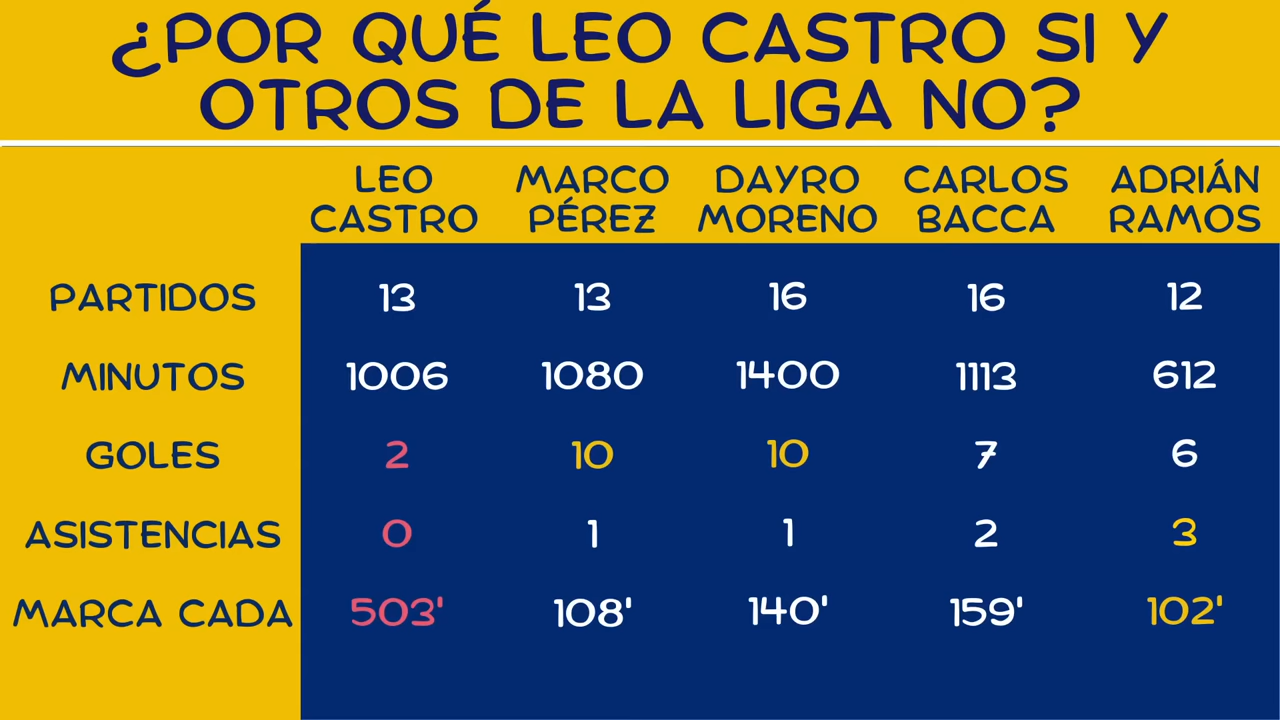 ¿POR QUÉ LEO CASTRO SI Y
OTROS DE LA LIGA NO?
LEO CASTRO MARCO PÉREZ DAYRO MORENO CARLOS BACCA ADRIÁN RAMOS
PARTIDOS 13 13 16 16 12
MINUTOS 1006 1080 1400 1113 612
GOLES 2 10 10 7 6
ASISTENCIAS 0 1 1 2 3
MARCA CADA 503' 108' 140' 159' 102'